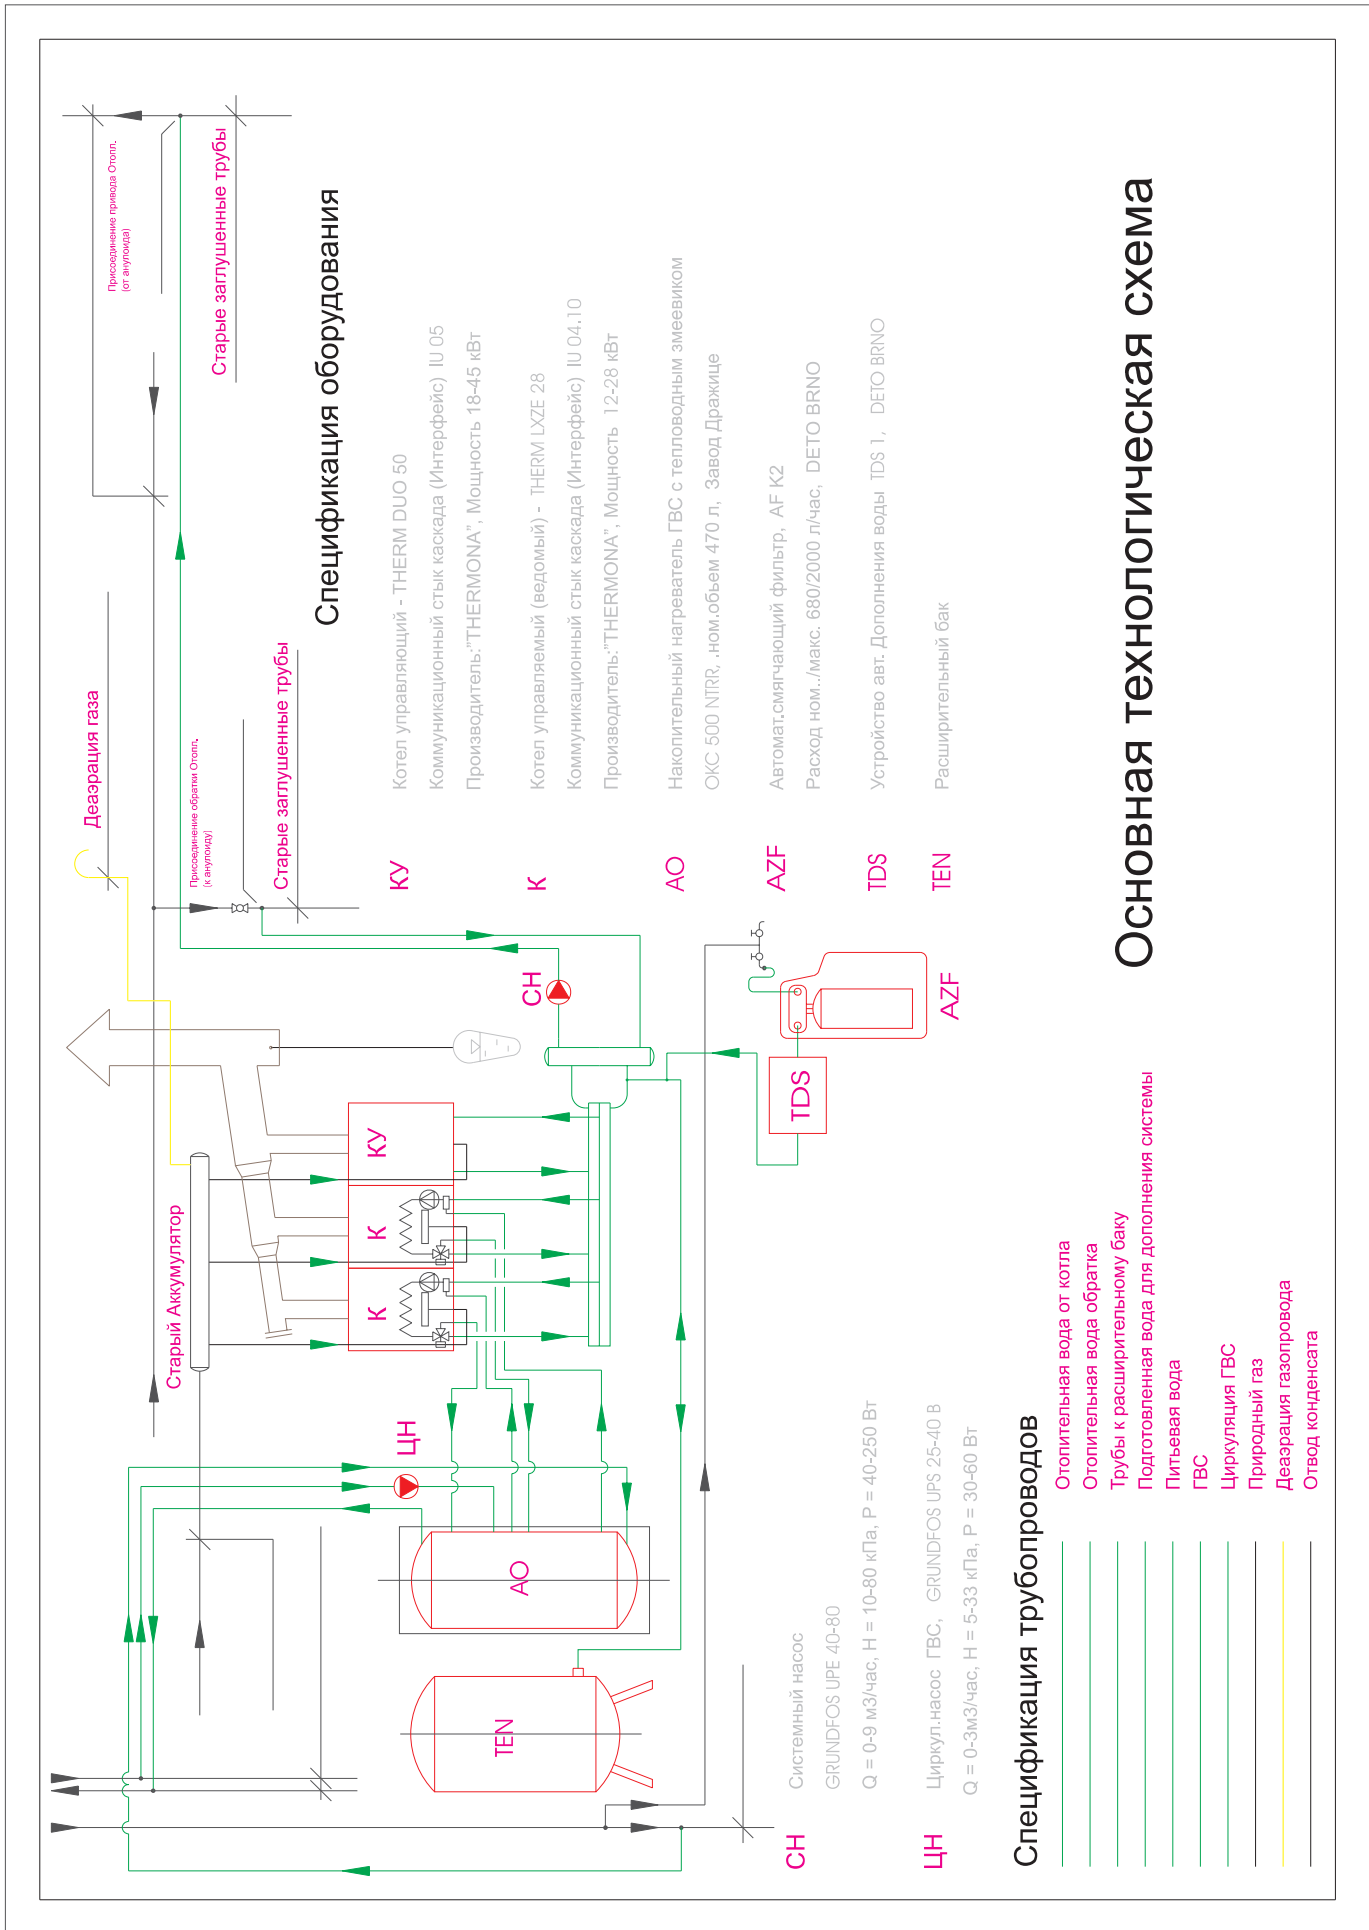 Деаэрация газа
Присоединение привода Отопл.
(от анулоида)
Старые заглушенные трубы
Присоединение обратки Отопл.
(к анулоиду)
Старые заглушенные трубы
Старый Аккумулятор
КУ
К
К
СН
ЦН
АО
TEN
TDS
AZF
Спецификация оборудования
КУ
Котел управляющий - THERM DUO 50
Коммуникационный стык каскада (Интерфейс) IU 05
Производитель:"THERMONA", Мощность 18-45 кВт
К
Котел управляемый (ведомый) - THERM LXZE 28
Коммуникационный стык каскада (Интерфейс) IU 04.10
Производитель:"THERMONA", Мощность 12-28 кВт
АО
Накопительный нагреватель ГВС с тепловодным змеевиком
ОКС 500 NTRR, .ном.объем 470 л, Завод Дражице
AZF
Автомат.смягчающий фильтр, AF K2
Расход ном../макс. 680/2000 л/час, DETO BRNO
TDS
Устройство авт. Дополнения воды TDS 1, DETO BRNO
TEN
Расширительный бак
СН
Системный насос
GRUNDFOS UPE 40-80
Q = 0-9 м3/час, H = 10-80 кПа, P = 40-250 Вт
ЦН
Циркул.насос ГВС, GRUNDFOS UPS 25-40 B
Q = 0-3м3/час, H = 5-33 кПа, P = 30-60 Вт
Спецификация трубопроводов
Отопительная вода от котла
Отопительная вода обратка
Трубы к расширительному баку
Подготовленная вода для дополнения системы
Питьевая вода
ГВС
Циркуляция ГВС
Природный газ
Деаэрация газопровода
Отвод конденсата
Основная технологическая схема